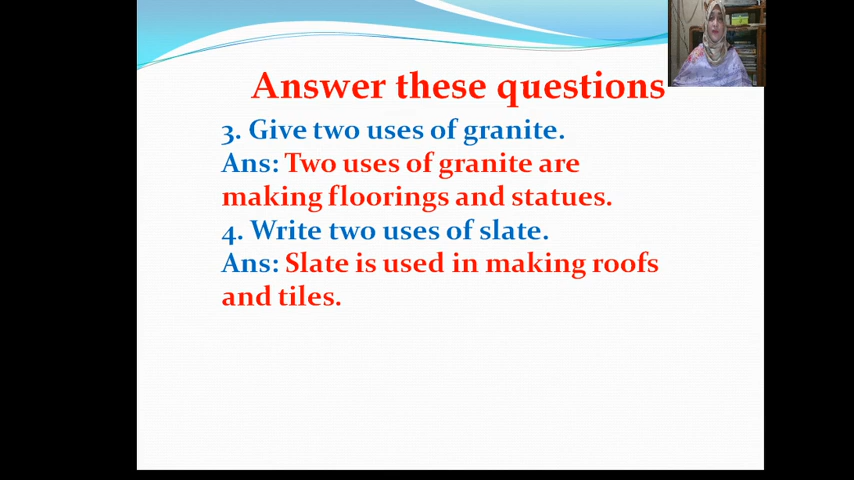 Answer these questions
3. Give two uses of granite.
Ans: Two uses of granite are
making floorings and statues.
4. Write two uses of slate.
Ans: Slate is used in making roofs
and tiles.